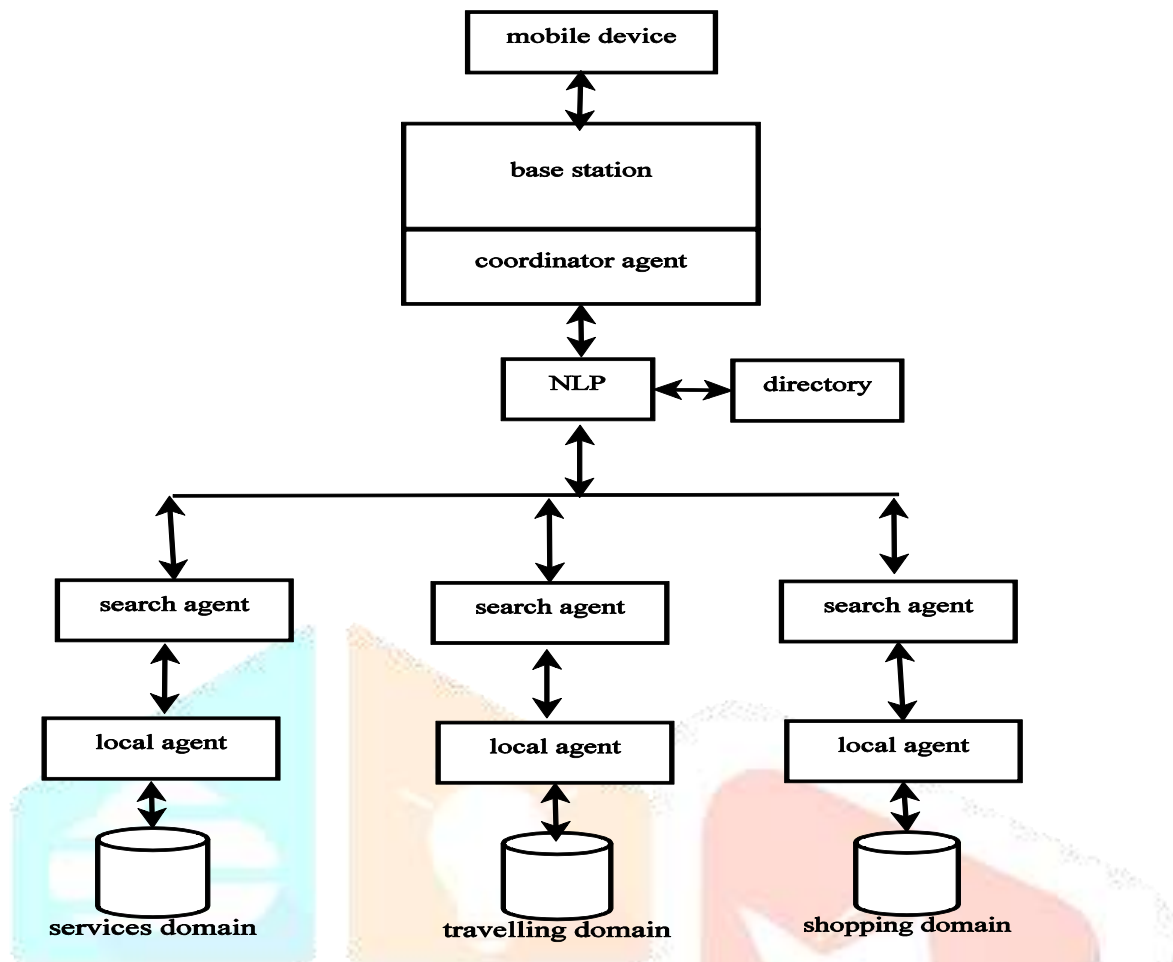 mobile device
base station
coordinator agent
NLP
directory
search agent
search agent
search agent
local agent
local agent
local agent
services domain
travelling domain
shopping domain